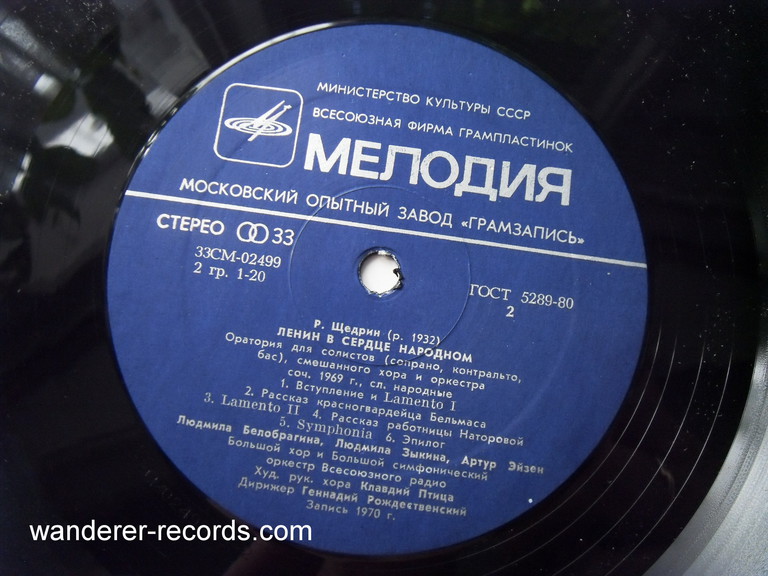 МИНИСТЕРСТВО КУЛЬТУРЫ СССР
ВСЕСОЮЗНАЯ ФИРМА ГРАМПЛАСТИНОК
МЕЛОДИЯ
МОСКОВСКИЙ ОПЫТНЫЙ ЗАВОД «ГРАМЗАПИСЬ»
СТЕРЕО 33
33СМ-02499
2 гр. 1-20
ГОСТ 5289-80
2
Р. Щедрин (р. 1932)
ЛЕНИН В СЕРДЦЕ НАРОДНОМ
Оратория для солистов (сопрано, контральто,
бас), смешанного хора и оркестра
соч. 1969 г., сл. народные
1. Вступление и Lamento I
2. Рассказ красногвардейца Бельмаса
3. Lamento II 4. Рассказ работницы Наторовой
5. Symphonia 6. Эпилог
Людмила Белобрагина, Людмила Зыкина, Артур Эйзен
Большой хор и Большой симфонический
оркестр Всесоюзного радио
Худ. рук. хора Клавдий Птица
Дирижер Геннадий Рождественский
Запись 1970 г.
wanderer-records.com